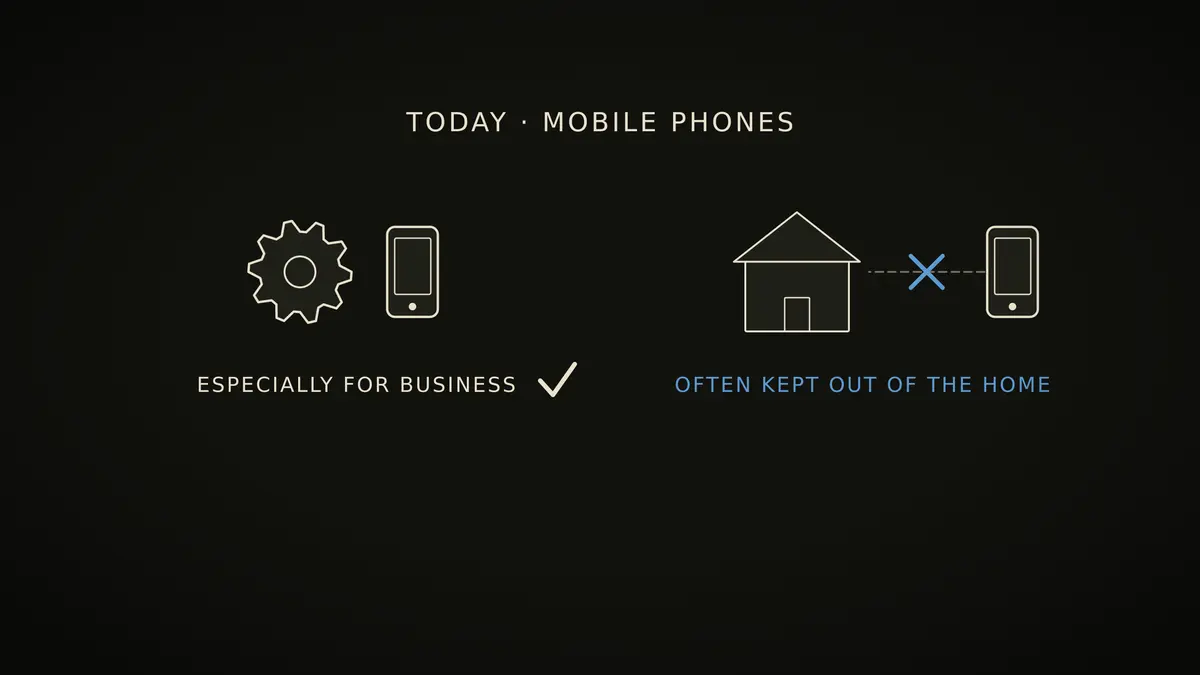 TODAY · MOBILE PHONES
ESPECIALLY FOR BUSINESS
OFTEN KEPT OUT OF THE HOME